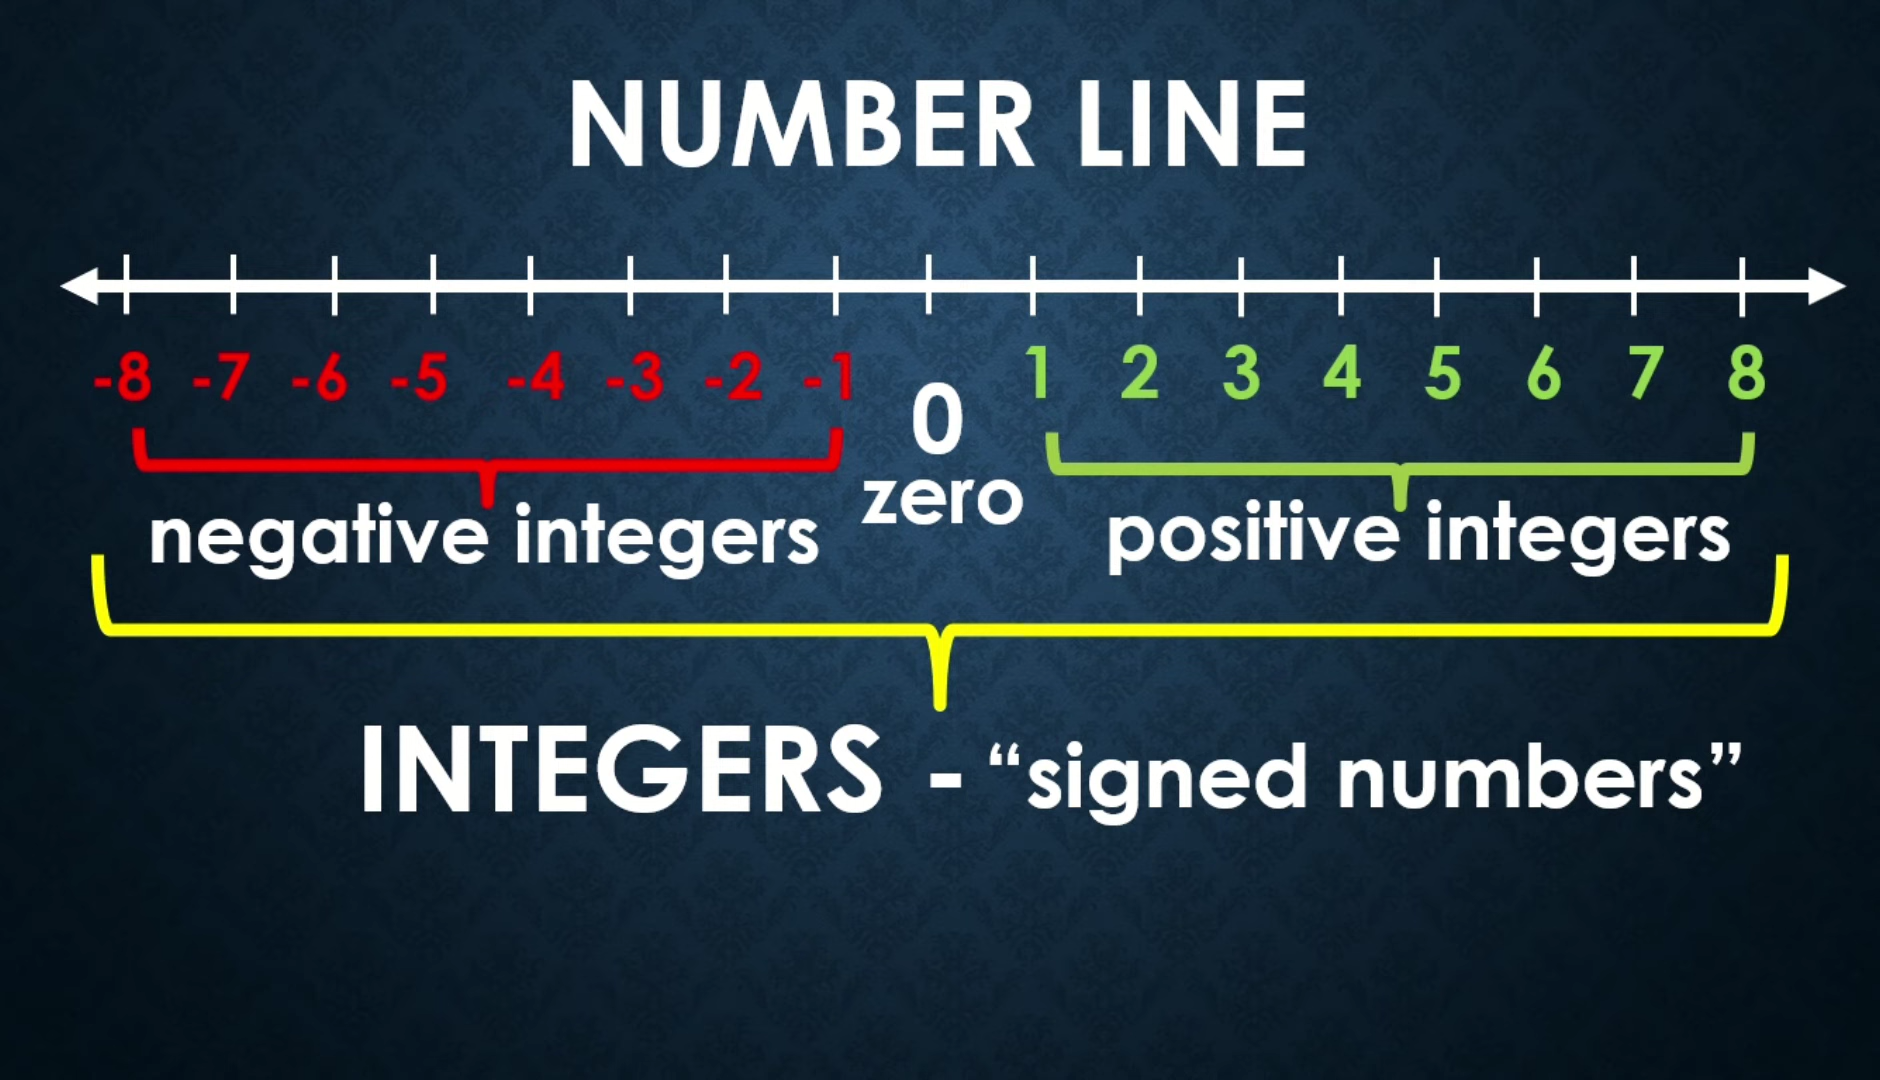 NUMBER LINE
-8 -7 -6 -5 -4 -3 -2 -1 0 1 2 3 4 5 6 7 8
zero
negative integers
positive integers
INTEGERS - “signed numbers”